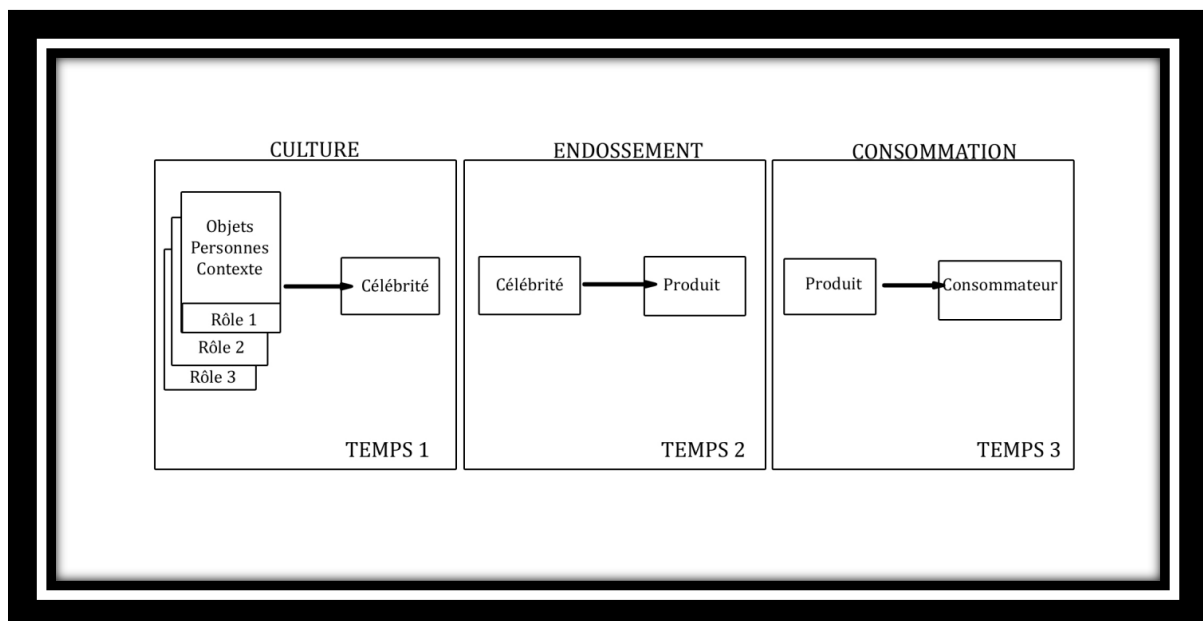 CULTURE
Objets
Personnes
Contexte
Rôle 1
Rôle 2
Rôle 3
Célébrité
TEMPS 1
ENDOSSEMENT
Célébrité
Produit
TEMPS 2
CONSOMMATION
Produit
Consommateur
TEMPS 3